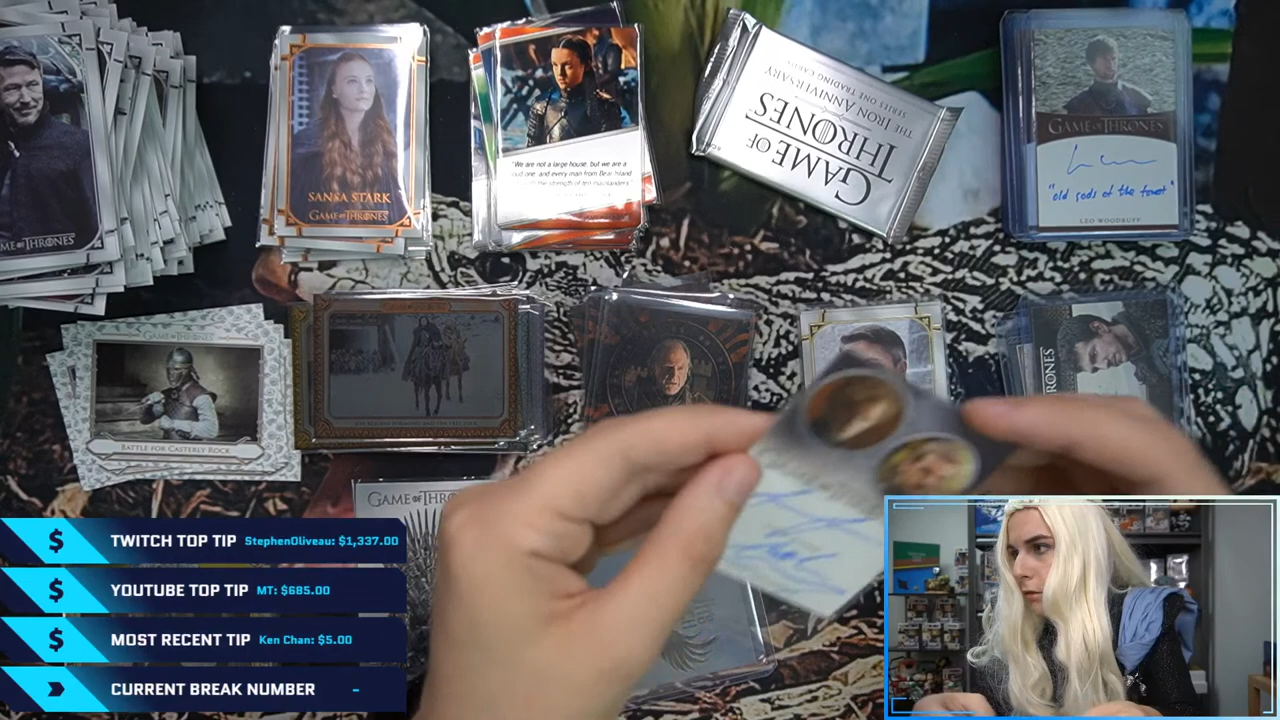 GAME OF THRONES
SANSA STARK
GAME OF THRONES
"We are not a large house, but we are a
proud one, and every man from Bear Island
the strength of ten mainlanders."
GAME OF THRONES
THE IRON ANNIVERSARY
SERIES ONE TRADING CARDS
GAME OF THRONES
"old gods of the forest"
LEO WOODRUFF
GAME OF THRONES
BATTLE FOR CASTERLY ROCK
THRONES
GAME OF THRO
TWITCH TOP TIP StephenOliveau: $1,337.00
YOUTUBE TOP TIP MT: $685.00
MOST RECENT TIP Ken Chan: $5.00
CURRENT BREAK NUMBER -